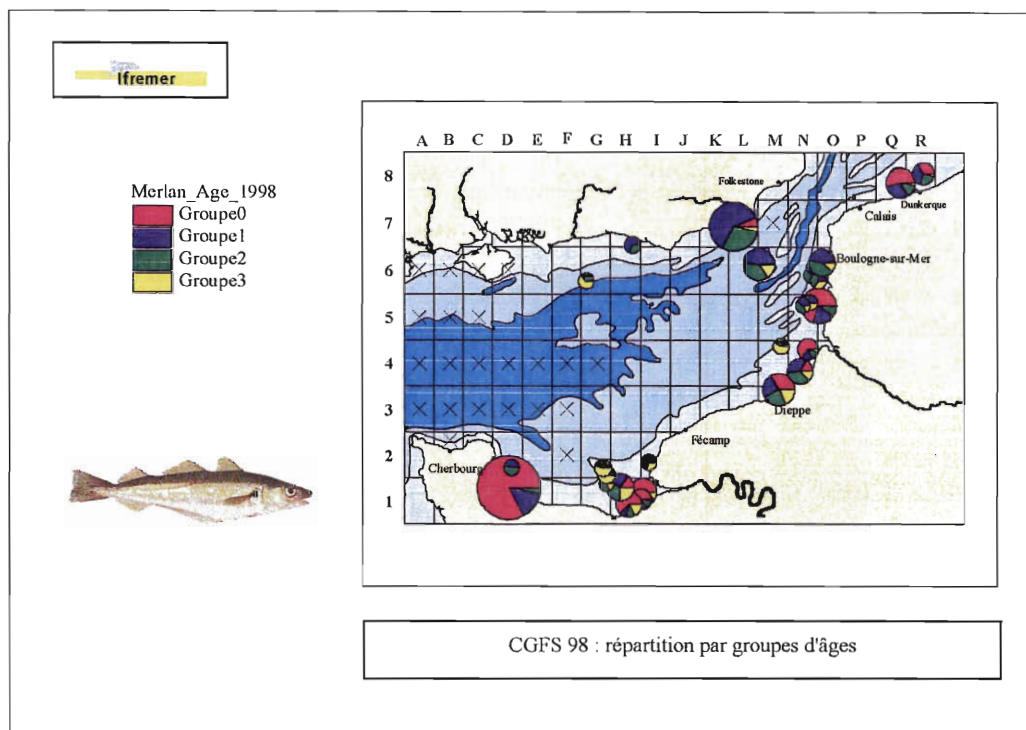 Ifremer
A B C D E F G H I J K L M N O P Q R
8
7
6
5
4
3
2
1
Folkestone
Dunkerque
Calais
Boulogne-sur-Mer
Dieppe
Fécamp
Cherbourg
Merlan_Age_1998
Groupe0
Groupe1
Groupe2
Groupe3
CGFS 98 : répartition par groupes d'âges